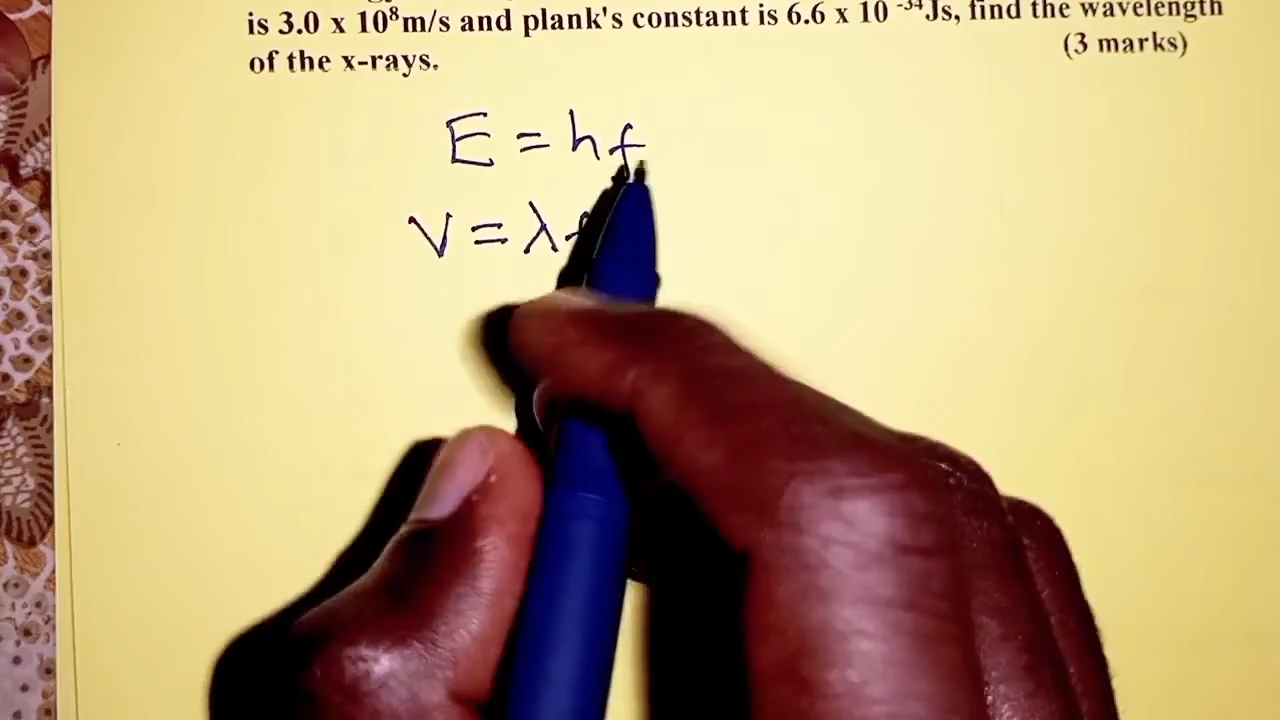 is 3.0 x 10⁸m/s and plank's constant is 6.6 x 10 ⁻³⁴Js, find the wavelength
of the x-rays. (3 marks)
E = hf
V = λf